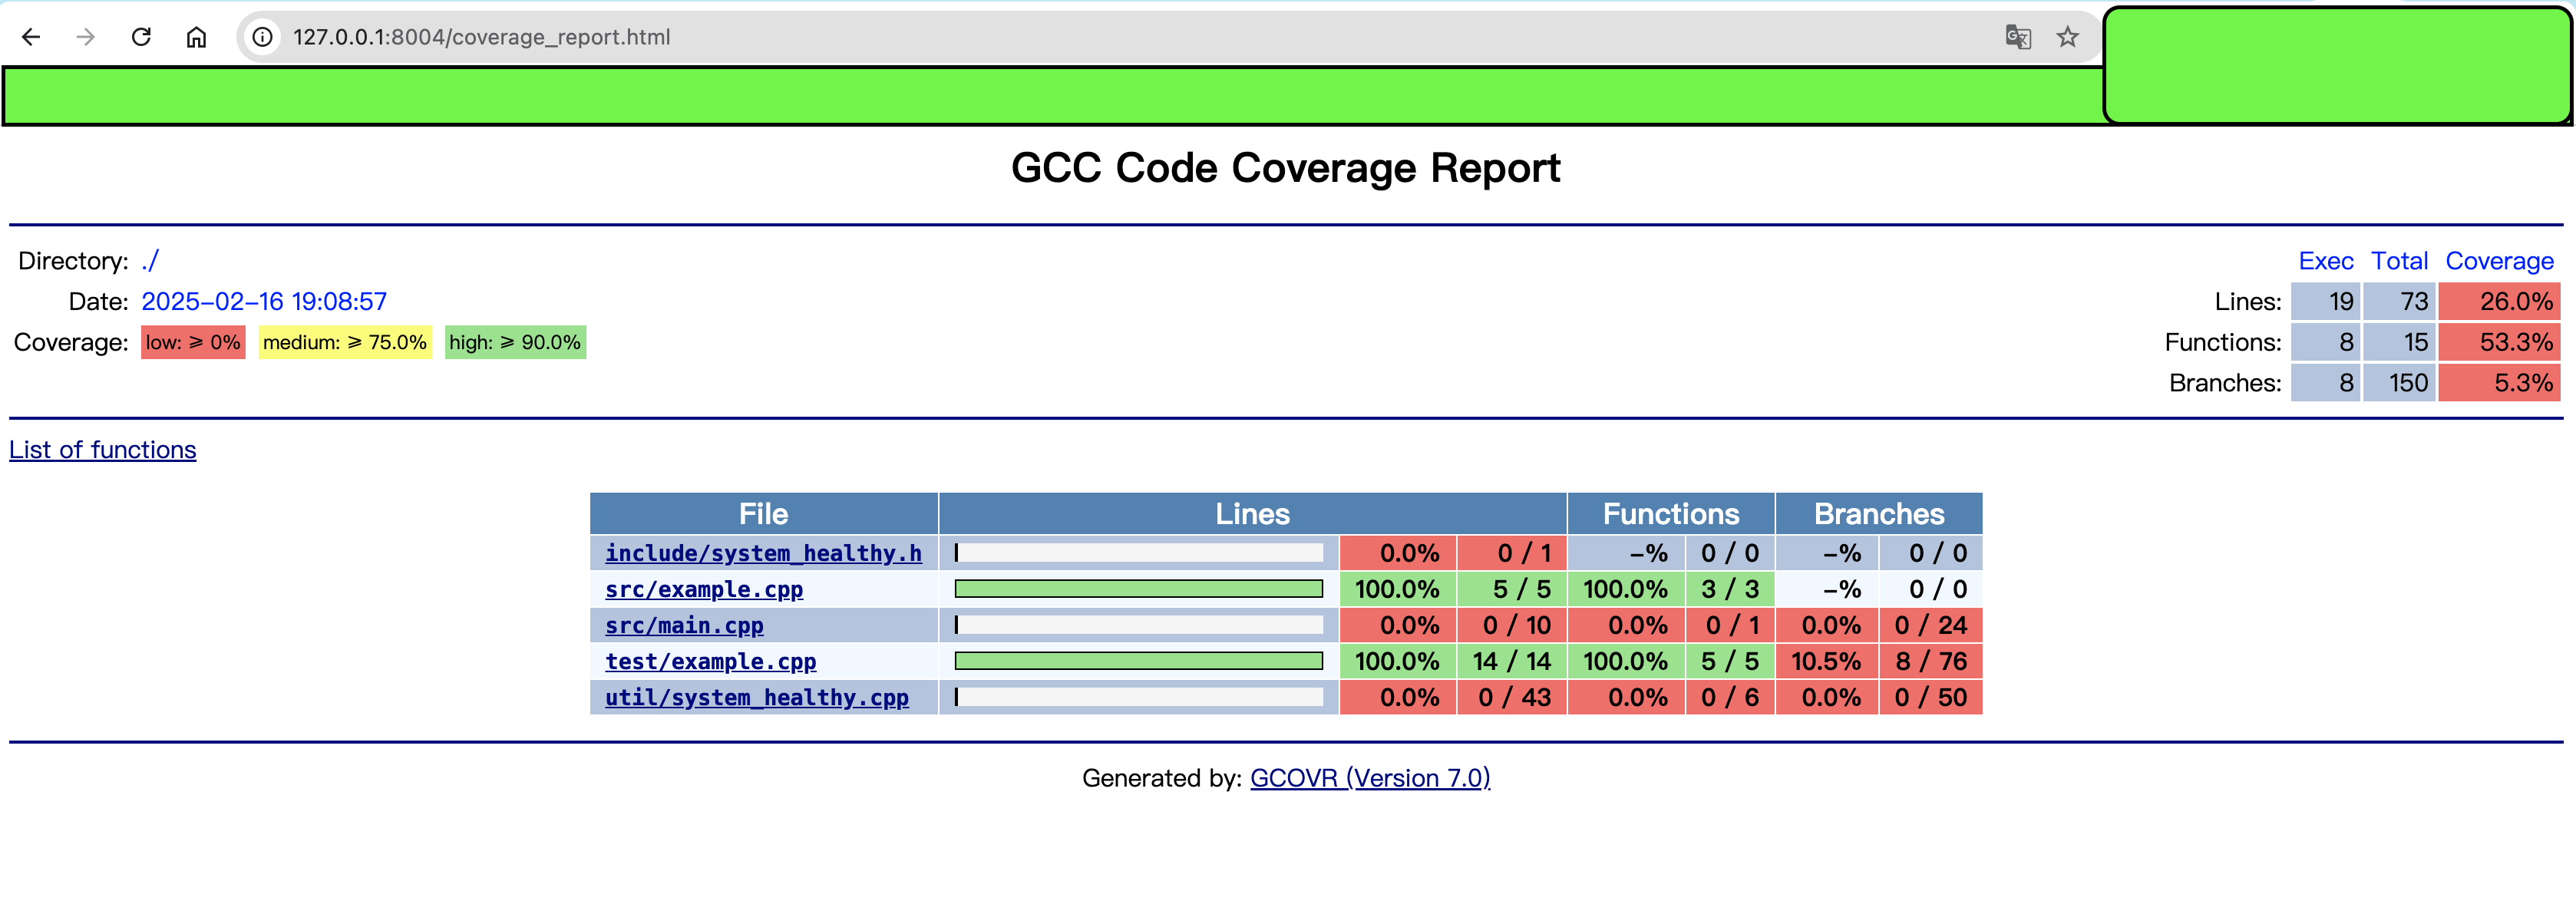 127.0.0.1:8004/coverage_report.html
GCC Code Coverage Report
Directory: ./
Date: 2025-02-16 19:08:57
Coverage: low: ⩾ 0% medium: ⩾ 75.0% high: ⩾ 90.0%
Exec Total Coverage
Lines: 19 73 26.0%
Functions: 8 15 53.3%
Branches: 8 150 5.3%
List of functions
File Lines Functions Branches
include/system_healthy.h 0.0% 0 / 1 -% 0 / 0 -% 0 / 0
src/example.cpp 100.0% 5 / 5 100.0% 3 / 3 -% 0 / 0
src/main.cpp 0.0% 0 / 10 0.0% 0 / 1 0.0% 0 / 24
test/example.cpp 100.0% 14 / 14 100.0% 5 / 5 10.5% 8 / 76
util/system_healthy.cpp 0.0% 0 / 43 0.0% 0 / 6 0.0% 0 / 50
Generated by: GCOVR (Version 7.0)